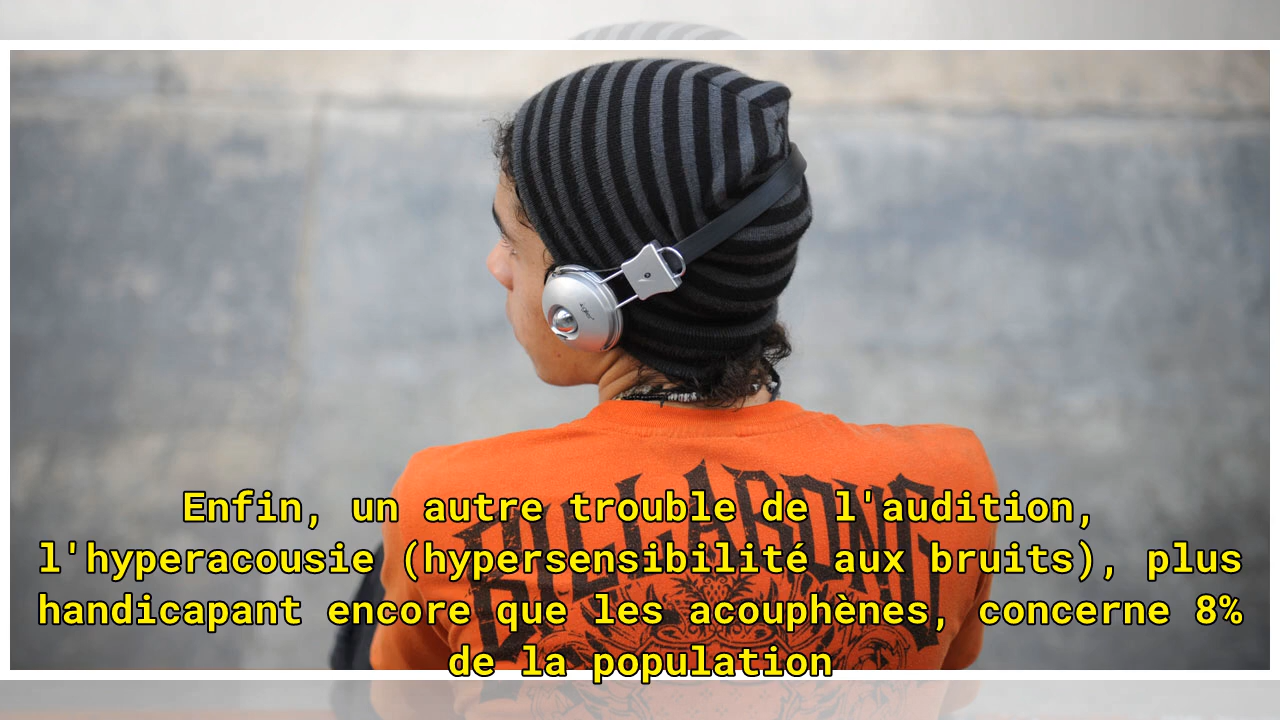 Enfin, un autre trouble de l'audition,
l'hyperacousie (hypersensibilité aux bruits), plus
handicapant encore que les acouphènes, concerne 8%
de la population
BILLABONG